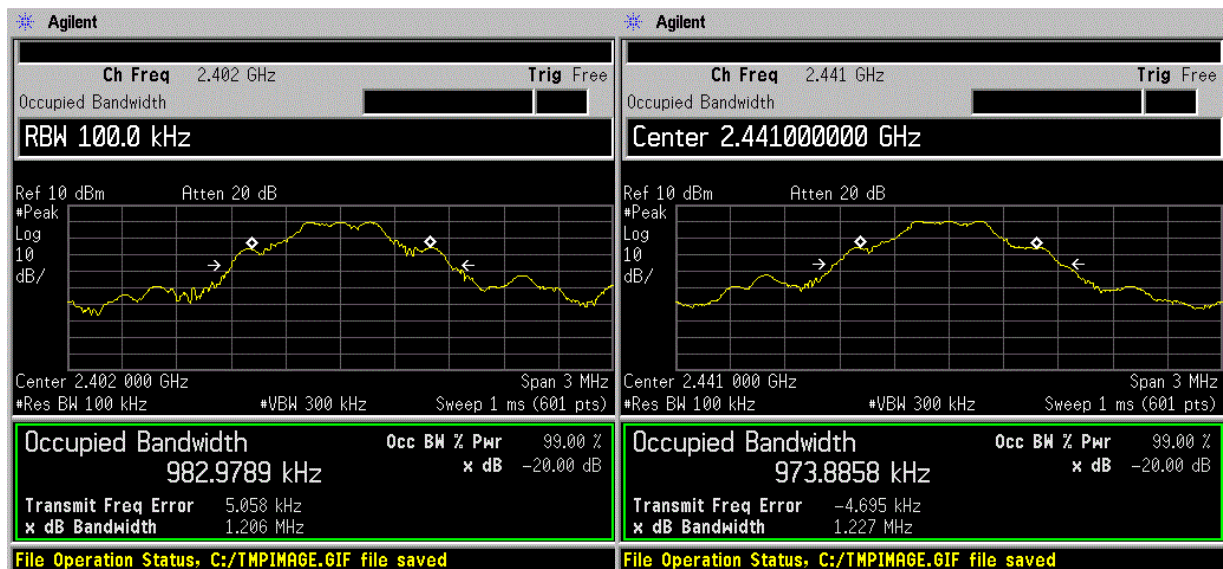 Agilent
Ch Freq 2.402 GHz Trig Free
Occupied Bandwidth
RBW 100.0 kHz
Ref 10 dBm Atten 20 dB
#Peak
Log
10
dB/
Center 2.402 000 GHz Span 3 MHz
#Res BW 100 kHz #VBW 300 kHz Sweep 1 ms (601 pts)
Occupied Bandwidth Occ BW % Pwr 99.00 %
982.9789 kHz x dB -20.00 dB
Transmit Freq Error 5.058 kHz
x dB Bandwidth 1.206 MHz
File Operation Status, C:/TMPIMAGE.GIF file saved
Agilent
Ch Freq 2.441 GHz Trig Free
Occupied Bandwidth
Center 2.441000000 GHz
Ref 10 dBm Atten 20 dB
#Peak
Log
10
dB/
Center 2.441 000 GHz Span 3 MHz
#Res BW 100 kHz #VBW 300 kHz Sweep 1 ms (601 pts)
Occupied Bandwidth Occ BW % Pwr 99.00 %
973.8858 kHz x dB -20.00 dB
Transmit Freq Error -4.695 kHz
x dB Bandwidth 1.227 MHz
File Operation Status, C:/TMPIMAGE.GIF file saved